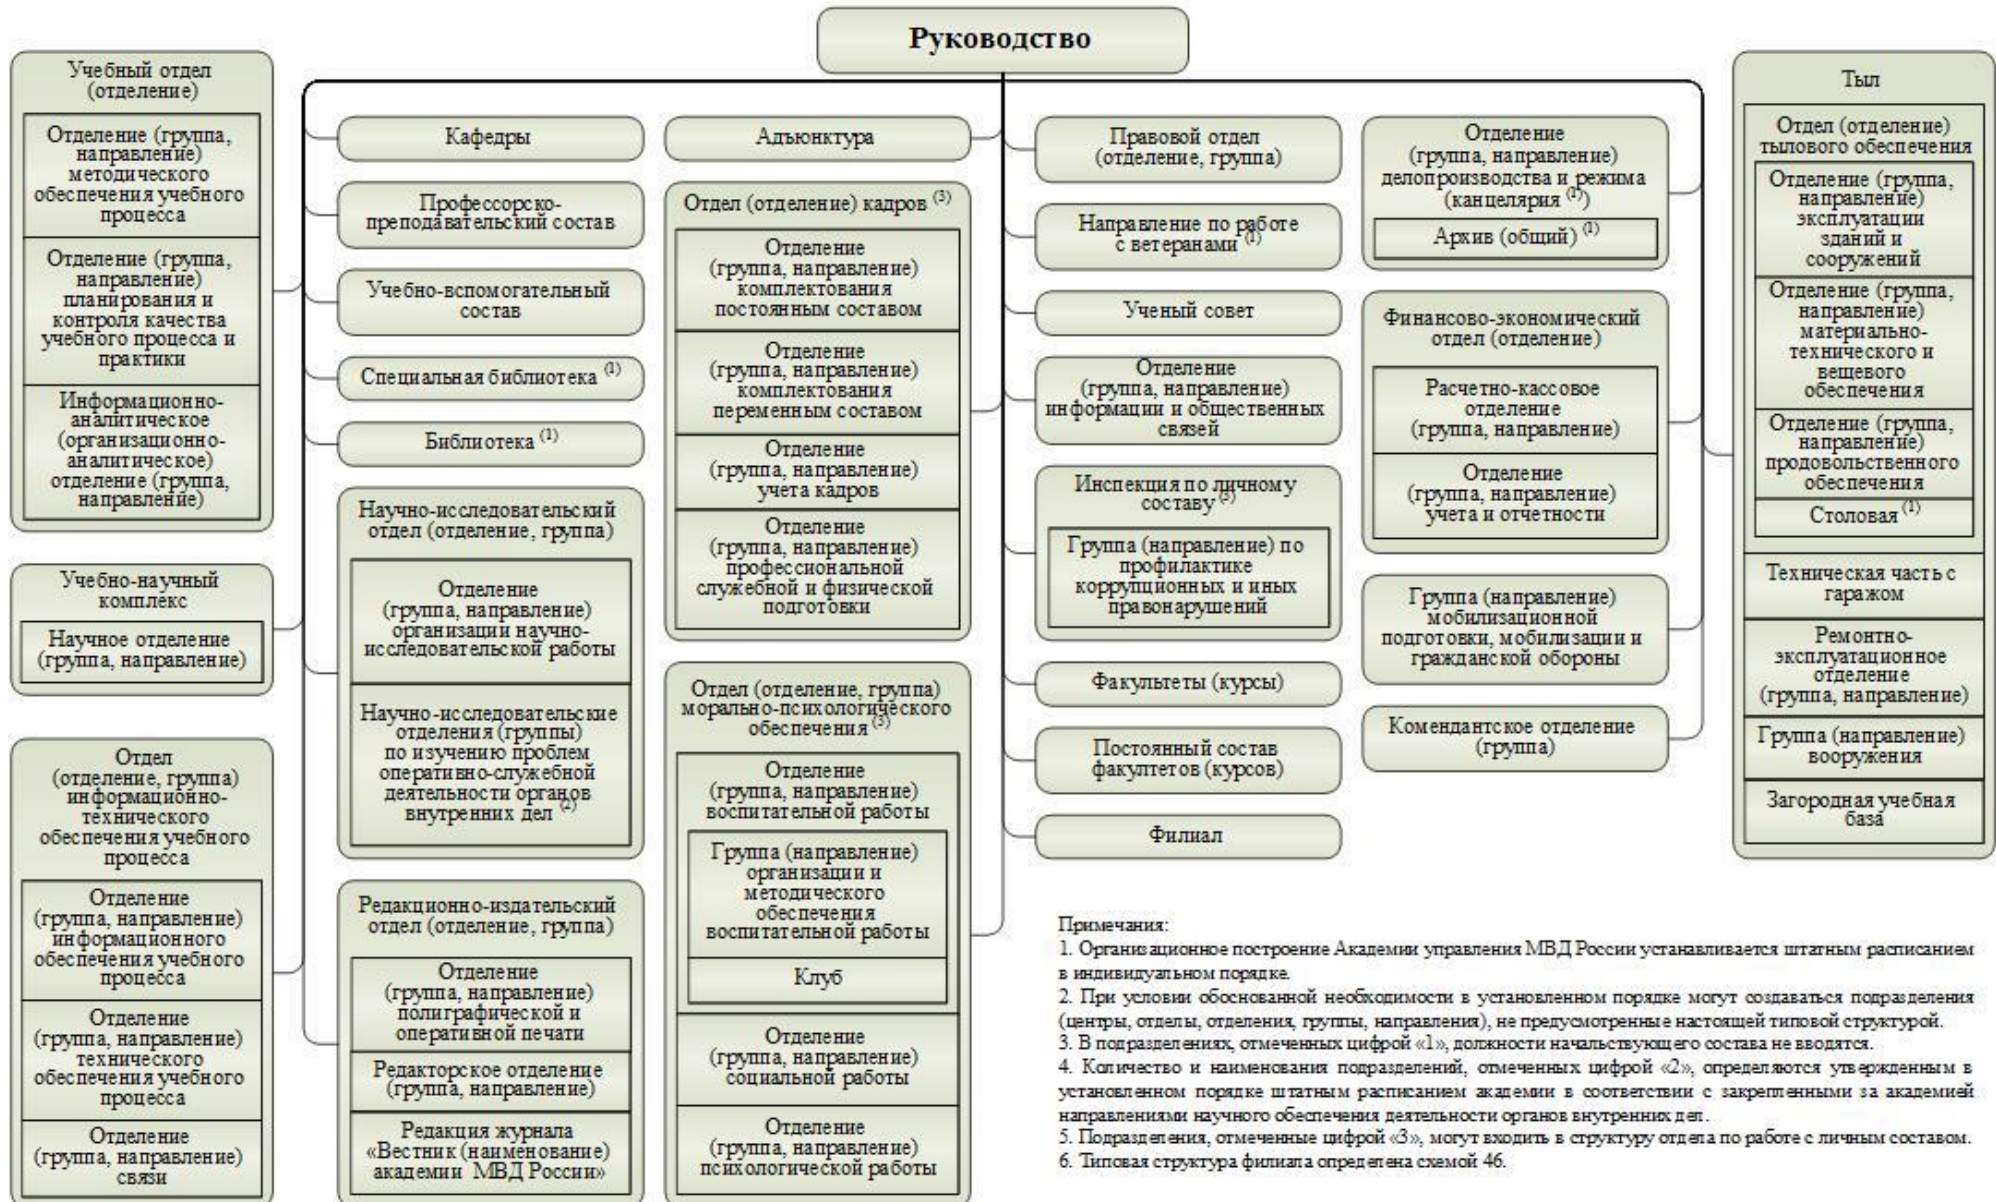 Руководство
Учебный отдел
(отделение)
Отделение (группа,
направление)
методического
обеспечения учебного
процесса
Отделение (группа,
направление)
планирования и
контроля качества
учебного процесса и
практики
Информационно-
аналитическое
(организационно-
аналитическое)
отделение (группа,
направление)
Учебно-научный
комплекс
Научное отделение
(группа, направление)
Отдел
(отделение, группа)
информационно-
технического
обеспечения учебного
процесса
Отделение
(группа, направление)
информационного
обеспечения учебного
процесса
Отделение
(группа, направление)
технического
обеспечения учебного
процесса
Отделение
(группа, направление)
связи
Кафедры
Профессорско-
преподавательский состав
Учебно-вспомогательный
состав
Специальная библиотека (1)
Библиотека (1)
Научно-исследовательский
отдел (отделение, группа)
Отделение
(группа, направление)
организации научно-
исследовательской работы
Научно-исследовательские
отделения (группы)
по изучению проблем
оперативно-служебной
деятельности органов
внутренних дел (2)
Редакционно-издательский
отдел (отделение, группа)
Отделение
(группа, направление)
полиграфической и
оперативной печати
Редакторское отделение
(группа, направление)
Редакция журнала
«Вестник (наименование)
академии МВД России»
Адъюнктура
Отдел (отделение) кадров (3)
Отделение
(группа, направление)
комплектования
постоянным составом
Отделение
(группа, направление)
комплектования
переменным составом
Отделение
(группа, направление)
учета кадров
Отделение
(группа, направление)
профессиональной
служебной и физической
подготовки
Отдел (отделение, группа)
морально-психологического
обеспечения (3)
Отделение
(группа, направление)
воспитательной работы
Группа (направление)
организации и
методического
обеспечения
воспитательной работы
Клуб
Отделение
(группа, направление)
социальной работы
Отделение
(группа, направление)
психологической работы
Правовой отдел
(отделение, группа)
Направление по работе
с ветеранами (1)
Ученый совет
Отделение
(группа, направление)
информации и общественных
связей
Инспекция по личному
составу (3)
Группа (направление) по
профилактике
коррупционных и иных
правонарушений
Факультеты (курсы)
Постоянный состав
факультетов (курсов)
Филиал
Отделение
(группа, направление)
делопроизводства и режима
(канцелярия (1))
Архив (общий) (1)
Финансово-экономический
отдел (отделение)
Расчетно-кассовое
отделение
(группа, направление)
Отделение
(группа, направление)
учета и отчетности
Группа (направление)
мобилизационной
подготовки, мобилизации и
гражданской обороны
Комендантское отделение
(группа)
Тыл
Отдел (отделение)
тылового обеспечения
Отделение (группа,
направление)
эксплуатации
зданий и
сооружений
Отделение (группа,
направление)
материально-
технического и
вещевого
обеспечения
Отделение (группа,
направление)
продовольственного
обеспечения
Столовая (1)
Техническая часть с
гаражом
Ремонтно-
эксплуатационное
отделение
(группа, направление)
Группа (направление)
вооружения
Загородная учебная
база
Примечания:
1. Организационное построение Академии управления МВД России устанавливается штатным расписанием
в индивидуальном порядке.
2. При условии обоснованной необходимости в установленном порядке могут создаваться подразделения
(центры, отделы, отделения, группы, направления), не предусмотренные настоящей типовой структурой.
3. В подразделениях, отмеченных цифрой «1», должности начальствующего состава не вводятся.
4. Количество и наименования подразделений, отмеченных цифрой «2», определяются утвержденным в
установленном порядке штатным расписанием академии в соответствии с закрепленными за академией
направлениями научного обеспечения деятельности органов внутренних дел.
5. Подразделения, отмеченные цифрой «3», могут входить в структуру отдела по работе с личным составом.
6. Типовая структура филиала определена схемой 46.